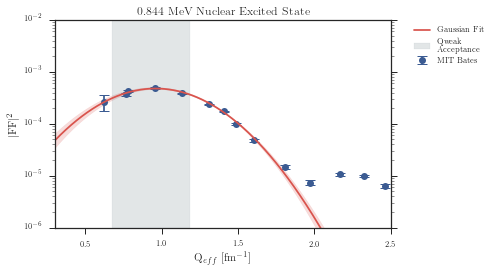 0.844 MeV Nuclear Excited State
|FF|²
10⁻²
10⁻³
10⁻⁴
10⁻⁵
10⁻⁶
0.5 1.0 1.5 2.0 2.5
Q_eff [fm⁻¹]
Gaussian Fit
Qweak
Acceptance
MIT Bates